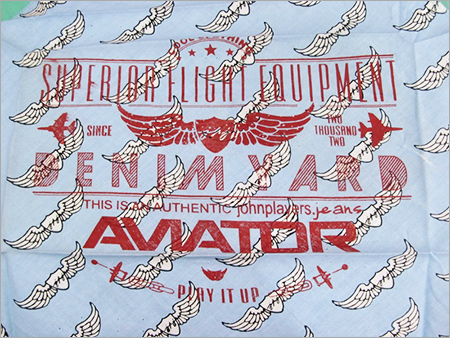 SUPERIOR FLIGHT EQUIPMENT
SINCE
TWO
THOUSAND
TWO
DENIM YARD
THIS IS AN AUTHENTIC johnplayers.jeans
AVIATOR
PLAY IT UP